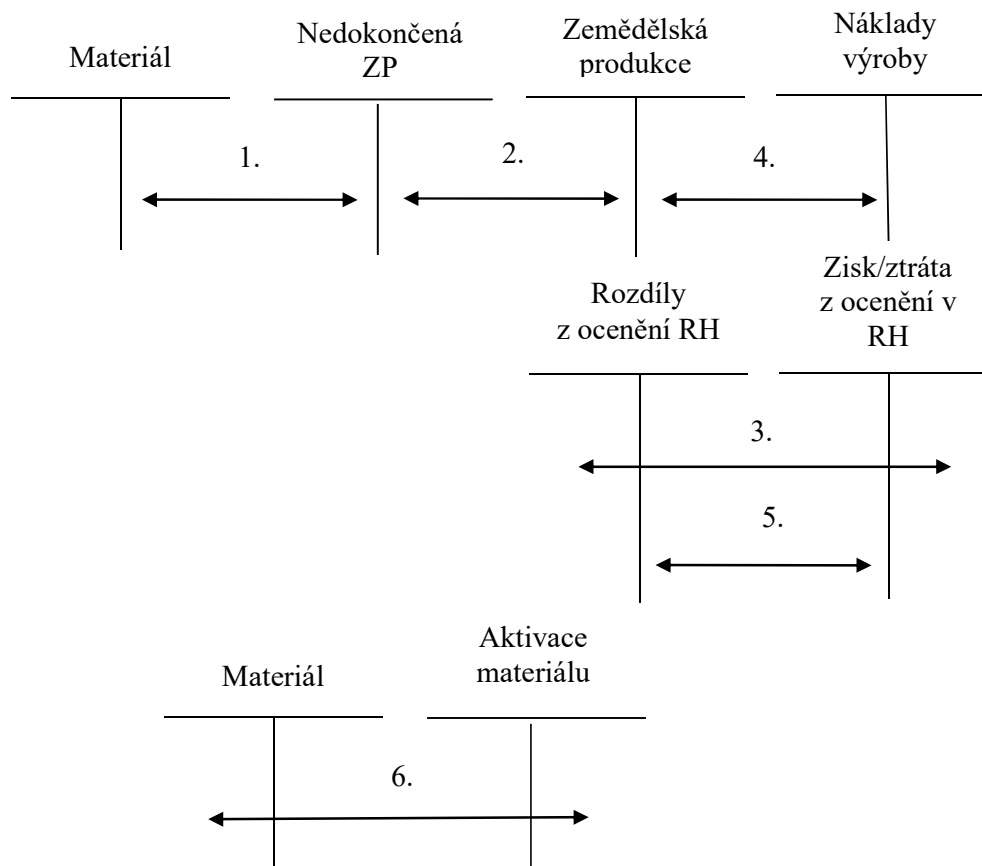 Materiál
Nedokončená
ZP
Zemědělská
produkce
Náklady
výroby
1.
2.
4.
Rozdíly
z ocenění RH
Zisk/ztráta
z ocenění v
RH
3.
5.
Materiál
Aktivace
materiálu
6.